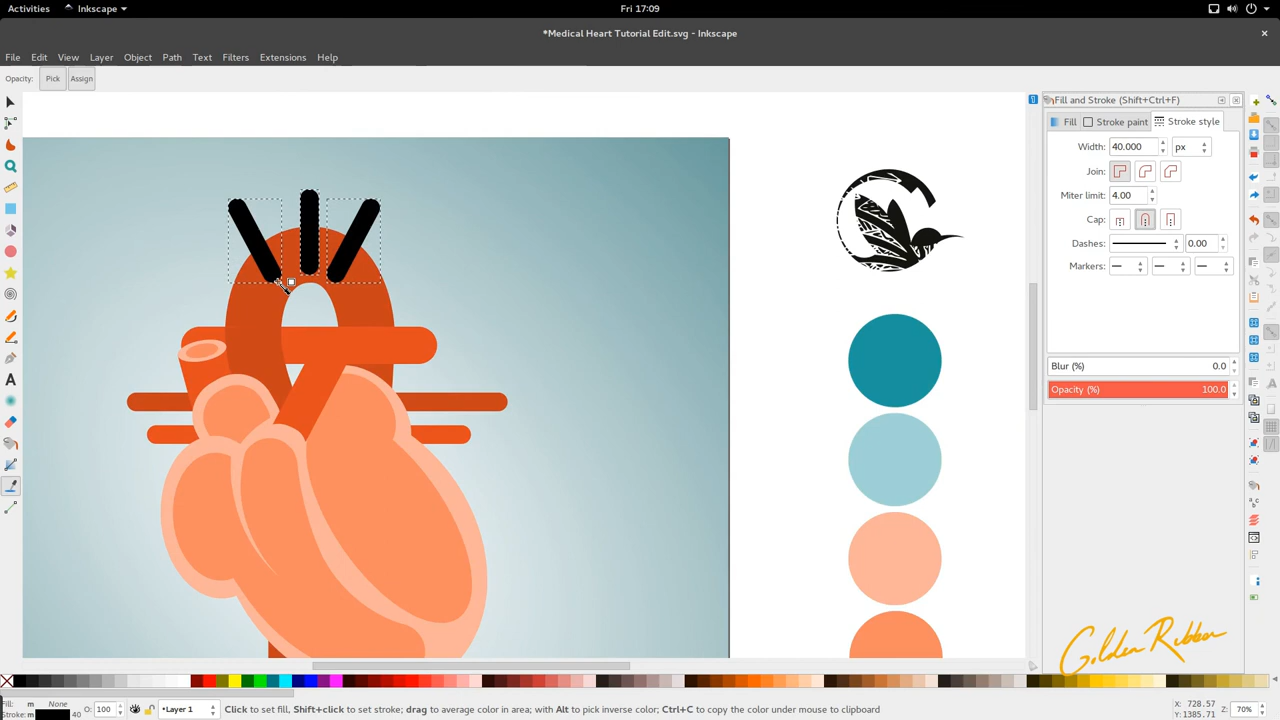 Activities
Inkscape
Fri 17:09
*Medical Heart Tutorial Edit.svg - Inkscape
File Edit View Layer Object Path Text Filters Extensions Help
Opacity: Pick Assign
Fill and Stroke (Shift+Ctrl+F)
Fill Stroke paint Stroke style
Width: 40.000 px
Join:
Miter limit: 4.00
Cap:
Dashes: 0.00
Markers:
Blur (%) 0.0
Opacity (%) 100.0
Golden Ribbon
Fill: m None
Stroke: m 40
O: 100
•Layer 1
Click to set fill, Shift+click to set stroke; drag to average color in area; with Alt to pick inverse color; Ctrl+C to copy the color under mouse to clipboard
X: 728.57
Y: 1385.71
Z: 70%